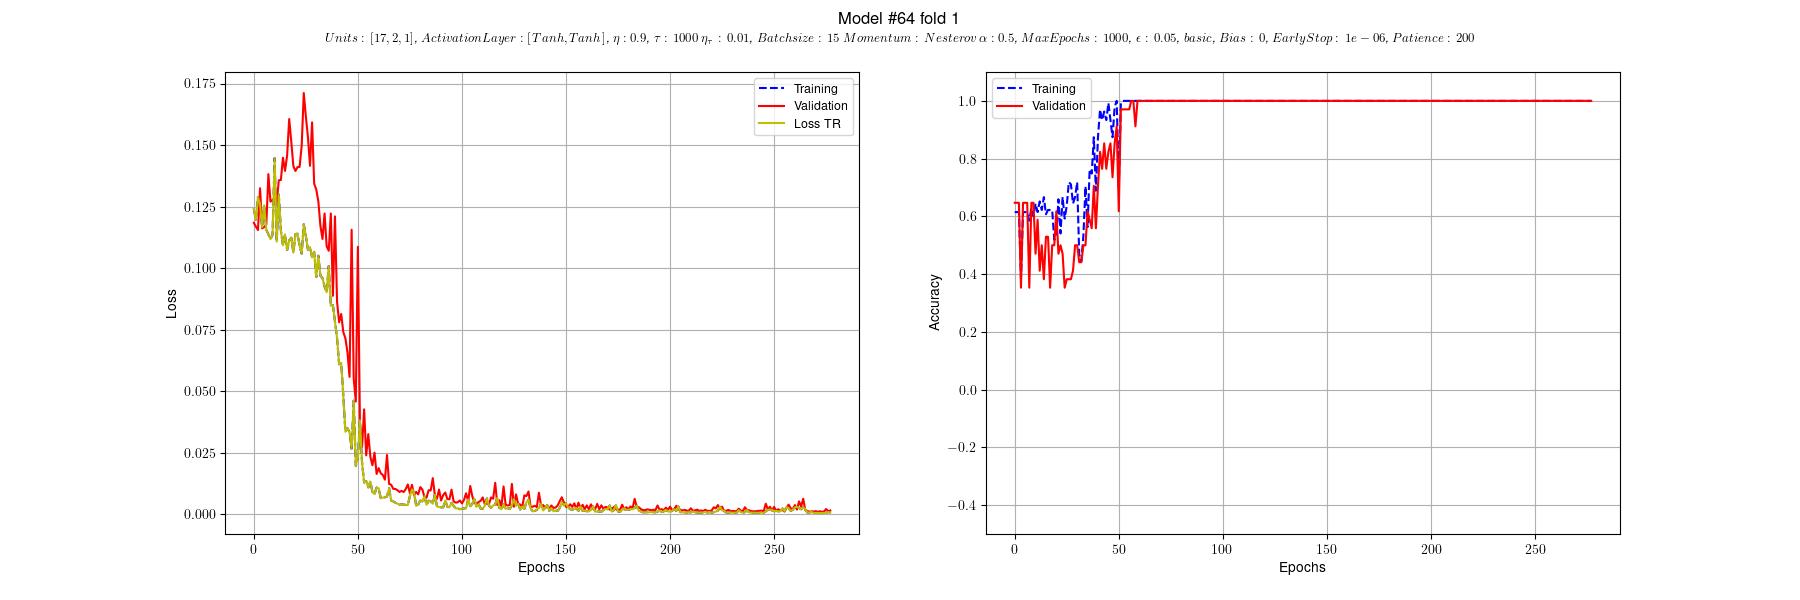 Model #64 fold 1
Units : [17, 2, 1], ActivationLayer : [Tanh, Tanh], η : 0.9, τ : 1000 ητ : 0.01, Batchsize : 15 Momentum : Nesterov α : 0.5, MaxEpochs : 1000, ϵ : 0.05, basic, Bias : 0, EarlyStop : 1e − 06, Patience : 200
0.175
0.150
0.125
0.100
0.075
0.050
0.025
0.000
Loss
Training
Validation
Loss TR
0 50 100 150 200 250
Epochs
1.0
0.8
0.6
0.4
0.2
0.0
−0.2
−0.4
Accuracy
Training
Validation
0 50 100 150 200 250
Epochs